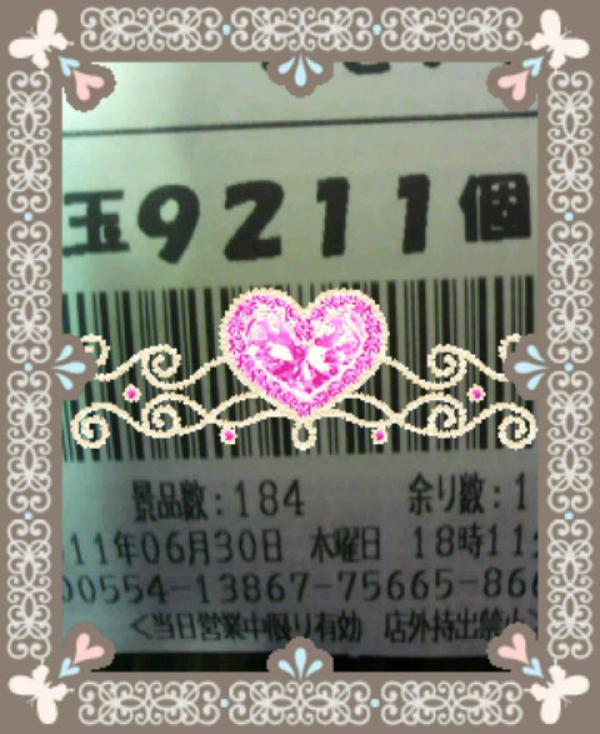 玉9211個
景品数:184 余り数:1
11年06月30日 木曜日 18時11
00554-13867-75665-866
<当日営業中限り有効 店外持出禁止>